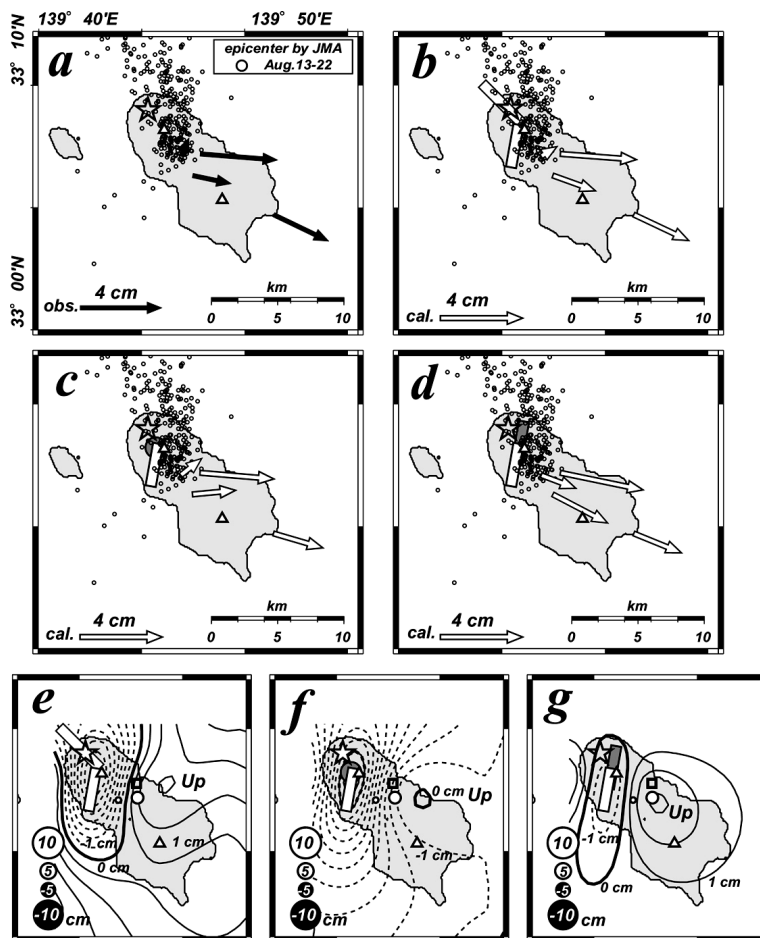 139° 40'E 139° 50'E
33° 10'N
33° 00'N
a
epicenter by JMA
Aug.13-22
obs.
4 cm
km
0 5 10
b
cal.
4 cm
km
0 5 10
c
cal.
4 cm
km
0 5 10
d
cal.
4 cm
km
0 5 10
e
Up
-1 cm
1 cm
0 cm
10
5
-5
-10 cm
f
0 cm Up
-1 cm
10
5
-5
-10 cm
g
Up
-1 cm
0 cm
1 cm
10
5
-5
-10 cm